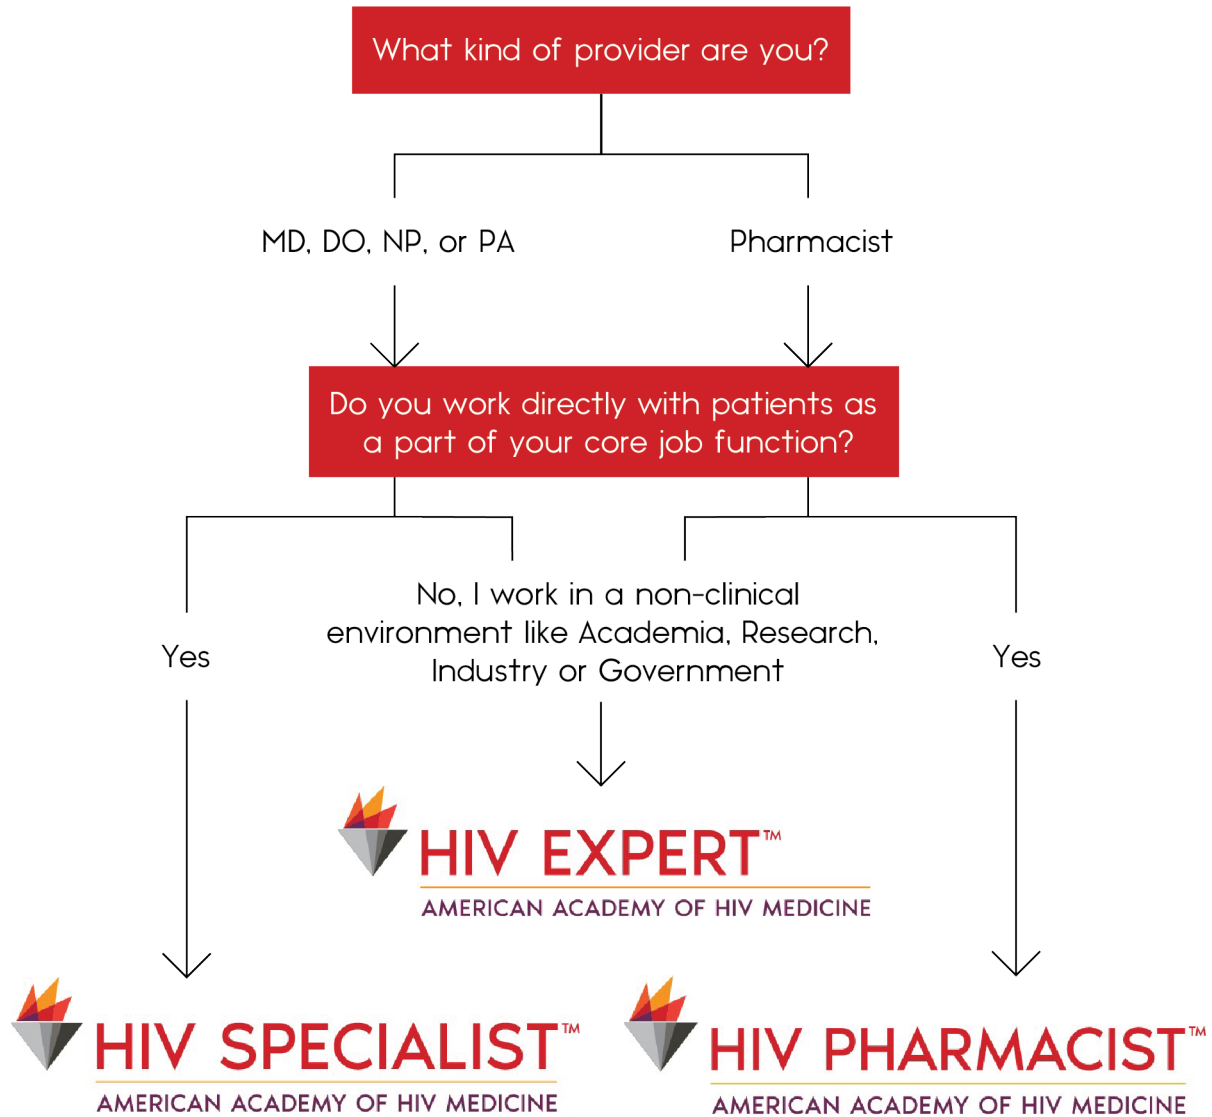 What kind of provider are you?
MD, DO, NP, or PA
Pharmacist
Do you work directly with patients as
a part of your core job function?
No, I work in a non-clinical
environment like Academia, Research,
Industry or Government
Yes
Yes
HIV EXPERT™
AMERICAN ACADEMY OF HIV MEDICINE
HIV SPECIALIST™
AMERICAN ACADEMY OF HIV MEDICINE
HIV PHARMACIST™
AMERICAN ACADEMY OF HIV MEDICINE